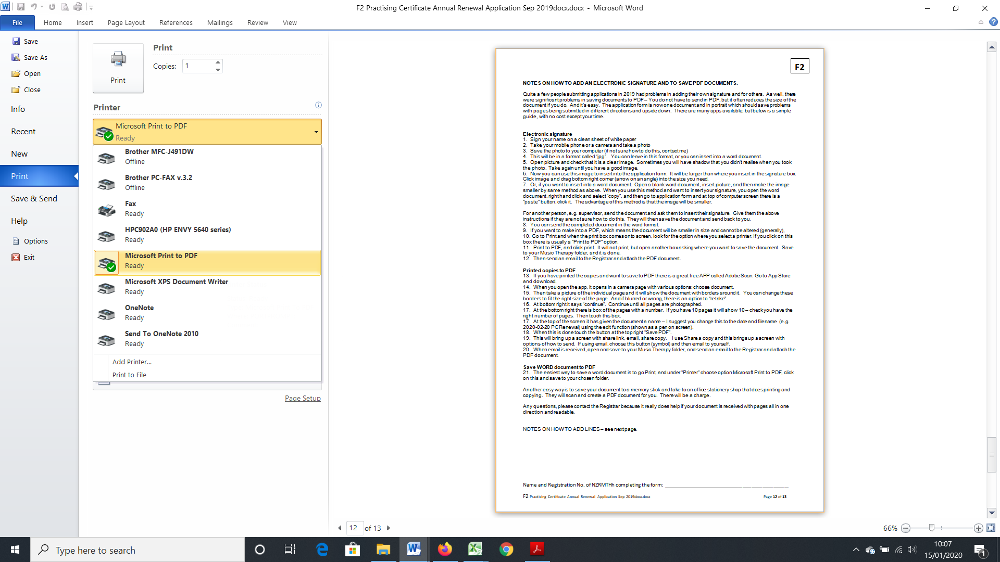 F2 Practising Certificate Annual Renewal Application Sep 2019docx.docx - Microsoft Word
File Home Insert Page Layout References Mailings Review View
Save
Save As
Open
Close
Info
Recent
New
Print
Save & Send
Help
Options
Exit
Print
Print
Copies: 1
Printer
Microsoft Print to PDF
Ready
Brother MFC-J491DW
Offline
Brother PC-FAX v.3.2
Offline
Fax
Ready
HPC902A0 (HP ENVY 5640 series)
Ready
Microsoft Print to PDF
Ready
Microsoft XPS Document Writer
Ready
OneNote
Ready
Send To OneNote 2010
Ready
Add Printer...
Print to File
Page Setup
F2
NOTES ON HOW TO ADD AN ELECTRONIC SIGNATURE AND TO SAVE PDF DOCUMENTS.
Quite a few people submitting applications in 2019 had problems in adding their own signature and for others. As well, there
were significant problems in saving documents to PDF – You do not have to send in PDF, but it often reduces the size of the
document if you do. And it's easy. The application form is now one document and in portrait which should save problems
with pages being submitted in different directions and upside down. There are many apps available, but below is a simple
guide, with no cost except your time.
Electronic signature
1. Sign your name on a clean sheet of white paper
2. Take your mobile phone or a camera and take a photo
3. Save the photo to your computer (if not sure how to do this, contact me)
4. This will be in a format called "jpg". You can leave in this format, or you can insert into a word document.
5. Open picture and check that it is a clear image. Sometimes you will have shadow that you didn't realise when you took
the photo. Take again until you have a good image.
6. Now you can use this image to insert into the application form. It will be larger than where you insert in the signature box.
Click image and drag bottom right corner (arrow on an angle) into the size you need.
7. Or, if you want to insert into a word document. Open a blank word document, insert picture, and then make the image
smaller by same method as above. When you use this method and want to insert your signature, you open the word
document, right hand click and select "copy", and then go to application form and at top of computer screen there is a
"paste" button, click it. The advantage of this method is that the image will be smaller.
For another person, e.g. supervisor, send the document and ask them to insert their signature. Give them the above
instructions if they are not sure how to do this. They will then save the document and send back to you.
8. You can send the completed document in the word format.
9. If you want to make into a PDF, which means the document will be smaller in size and cannot be altered (generally),
10. Go to Print and when the print box comes onto screen, look for the option where you select a printer. If you click on this
box there is usually a "Print to PDF" option.
11. Print to PDF, and click print. It will not print, but open another box asking where you want to save the document. Save
to your Music Therapy folder, and it is done.
12. Then send an email to the Registrar and attach the PDF document.
Printed copies to PDF
13. If you have printed the copies and want to save to PDF there is a great free APP called Adobe Scan. Go to App Store
and download.
14. When you open the app, it opens in a camera page with various options: choose document.
15. Then take a picture of the individual page and it will show the document with borders around it. You can change these
borders to fit the right size of the page. And if blurred or wrong, there is an option to "retake".
16. At bottom right it says "continue". Continue until all pages are photographed.
17. At the bottom right there is box of the pages with a number. If you have 10 pages it will show 10 – check you have the
right number of pages. Then touch this box.
17. At the top of the screen it has given the document a name – I suggest you change this to the date and filename (e.g.
2020-02-20 PC Renewal) using the edit function (shown as a pen on screen).
18. When this is done touch the button at the top right "Save PDF".
19. This will bring up a screen with share link, email, share copy. I use Share a copy and this brings up a screen with
options of how to send. If using email, choose this button (symbol) and then email to yourself.
20. When email is received, open and save to your Music Therapy folder, and send an email to the Registrar and attach the
PDF document.
Save WORD document to PDF
21. The easiest way to save a word document is to go Print, and under "Printer" choose option Microsoft Print to PDF, click
on this and save to your chosen folder.
Another easy way is to save your document to a memory stick and take to an office stationery shop that does printing and
copying. They will scan and create a PDF document for you. There will be a charge.
Any questions, please contact the Registrar because it really does help if your document is received with pages all in one
direction and readable.
NOTES ON HOW TO ADD LINES – see next page.
Name and Registration No. of NZRMTHh completing the form:
F2 Practising Certificate Annual Renewal Application Sep 2019docx.docx Page 12 of 13
12 of 13
66%
Type here to search
10:07
15/01/2020
1